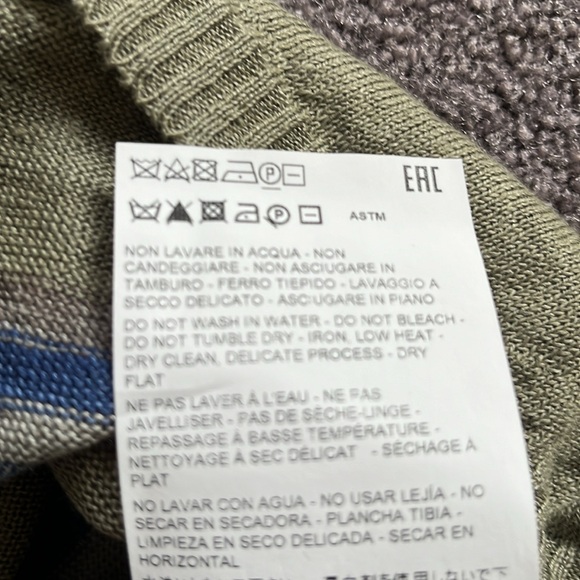 P EAC
P ASTM
NON LAVARE IN ACQUA - NON
CANDEGGIARE - NON ASCIUGARE IN
TAMBURO - FERRO TIEPIDO - LAVAGGIO A
SECCO DELICATO - ASCIUGARE IN PIANO
DO NOT WASH IN WATER - DO NOT BLEACH -
DO NOT TUMBLE DRY - IRON, LOW HEAT -
DRY CLEAN, DELICATE PROCESS - DRY
FLAT
NE PAS LAVER À L'EAU - NE PAS
JAVELLISER - PAS DE SÈCHE-LINGE -
REPASSAGE À BASSE TEMPÉRATURE -
NETTOYAGE À SEC DÉLICAT - SÉCHAGE À
PLAT
NO LAVAR CON AGUA - NO USAR LEJÍA - NO
SECAR EN SECADORA - PLANCHA TIBIA -
LIMPIEZA EN SECO DELICADA - SECAR EN
HORIZONTAL